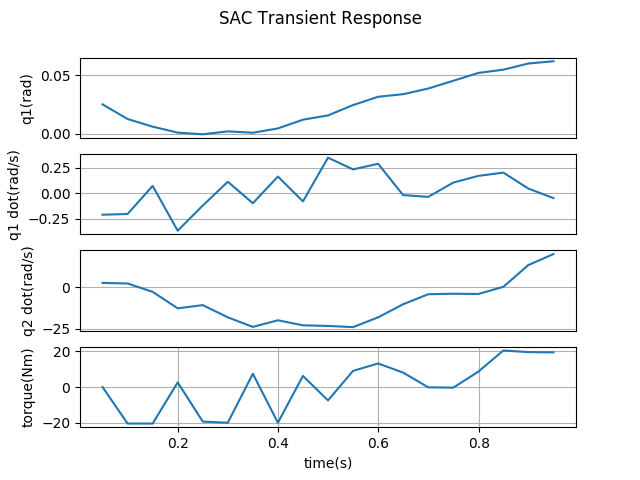 SAC Transient Response
q1(rad)
0.05
0.00
q1 dot(rad/s)
0.25
0.00
−0.25
q2 dot(rad/s)
0
−25
torque(Nm)
20
0
−20
0.2 0.4 0.6 0.8
time(s)